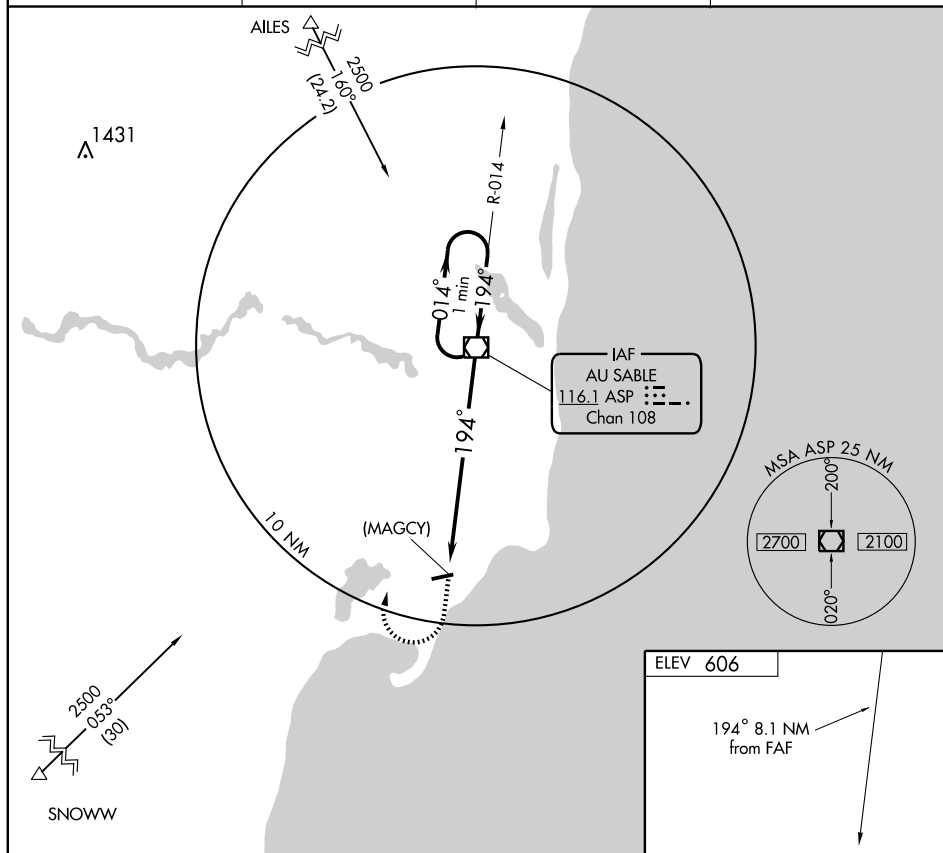 AILES
2500
160°
(24.2)
1431
R-014
014°
1 min
194°
IAF
AU SABLE
116.1 ASP
Chan 108
194°
MSA ASP 25 NM
200°
2700
2100
020°
10 NM
(MAGCY)
2500
053°
(30)
SNOWW
ELEV 606
194° 8.1 NM
from FAF